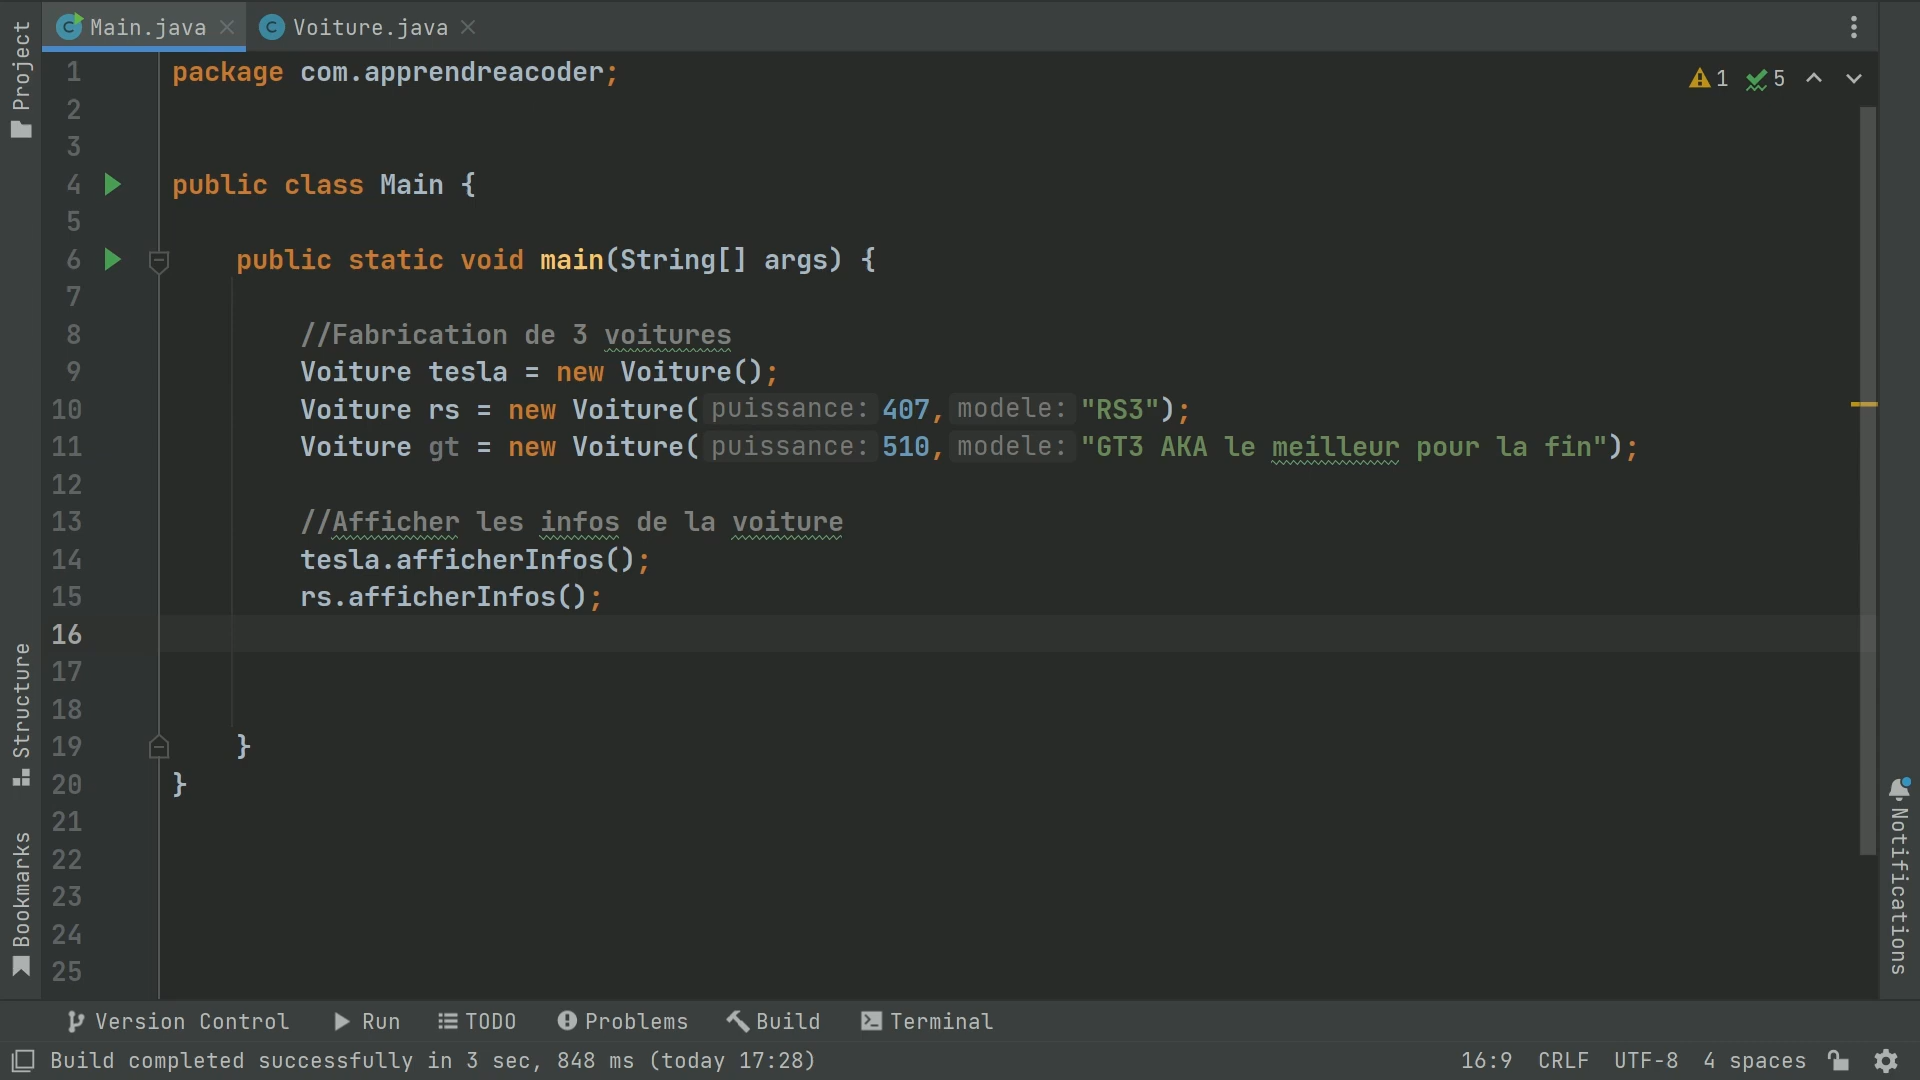 Project
Main.java
Voiture.java
1 package com.apprendreacoder;
1 5
2
3
4 public class Main {
5
6 public static void main(String[] args) {
7
8 //Fabrication de 3 voitures
9 Voiture tesla = new Voiture();
10 Voiture rs = new Voiture( puissance: 407, modele: "RS3");
11 Voiture gt = new Voiture( puissance: 510, modele: "GT3 AKA le meilleur pour la fin");
12
13 //Afficher les infos de la voiture
14 tesla.afficherInfos();
15 rs.afficherInfos();
16
17
18
19 }
20 }
21
22
23
24
25
Structure
Bookmarks
Notifications
Version Control Run TODO Problems Build Terminal
Build completed successfully in 3 sec, 848 ms (today 17:28) 16:9 CRLF UTF-8 4 spaces